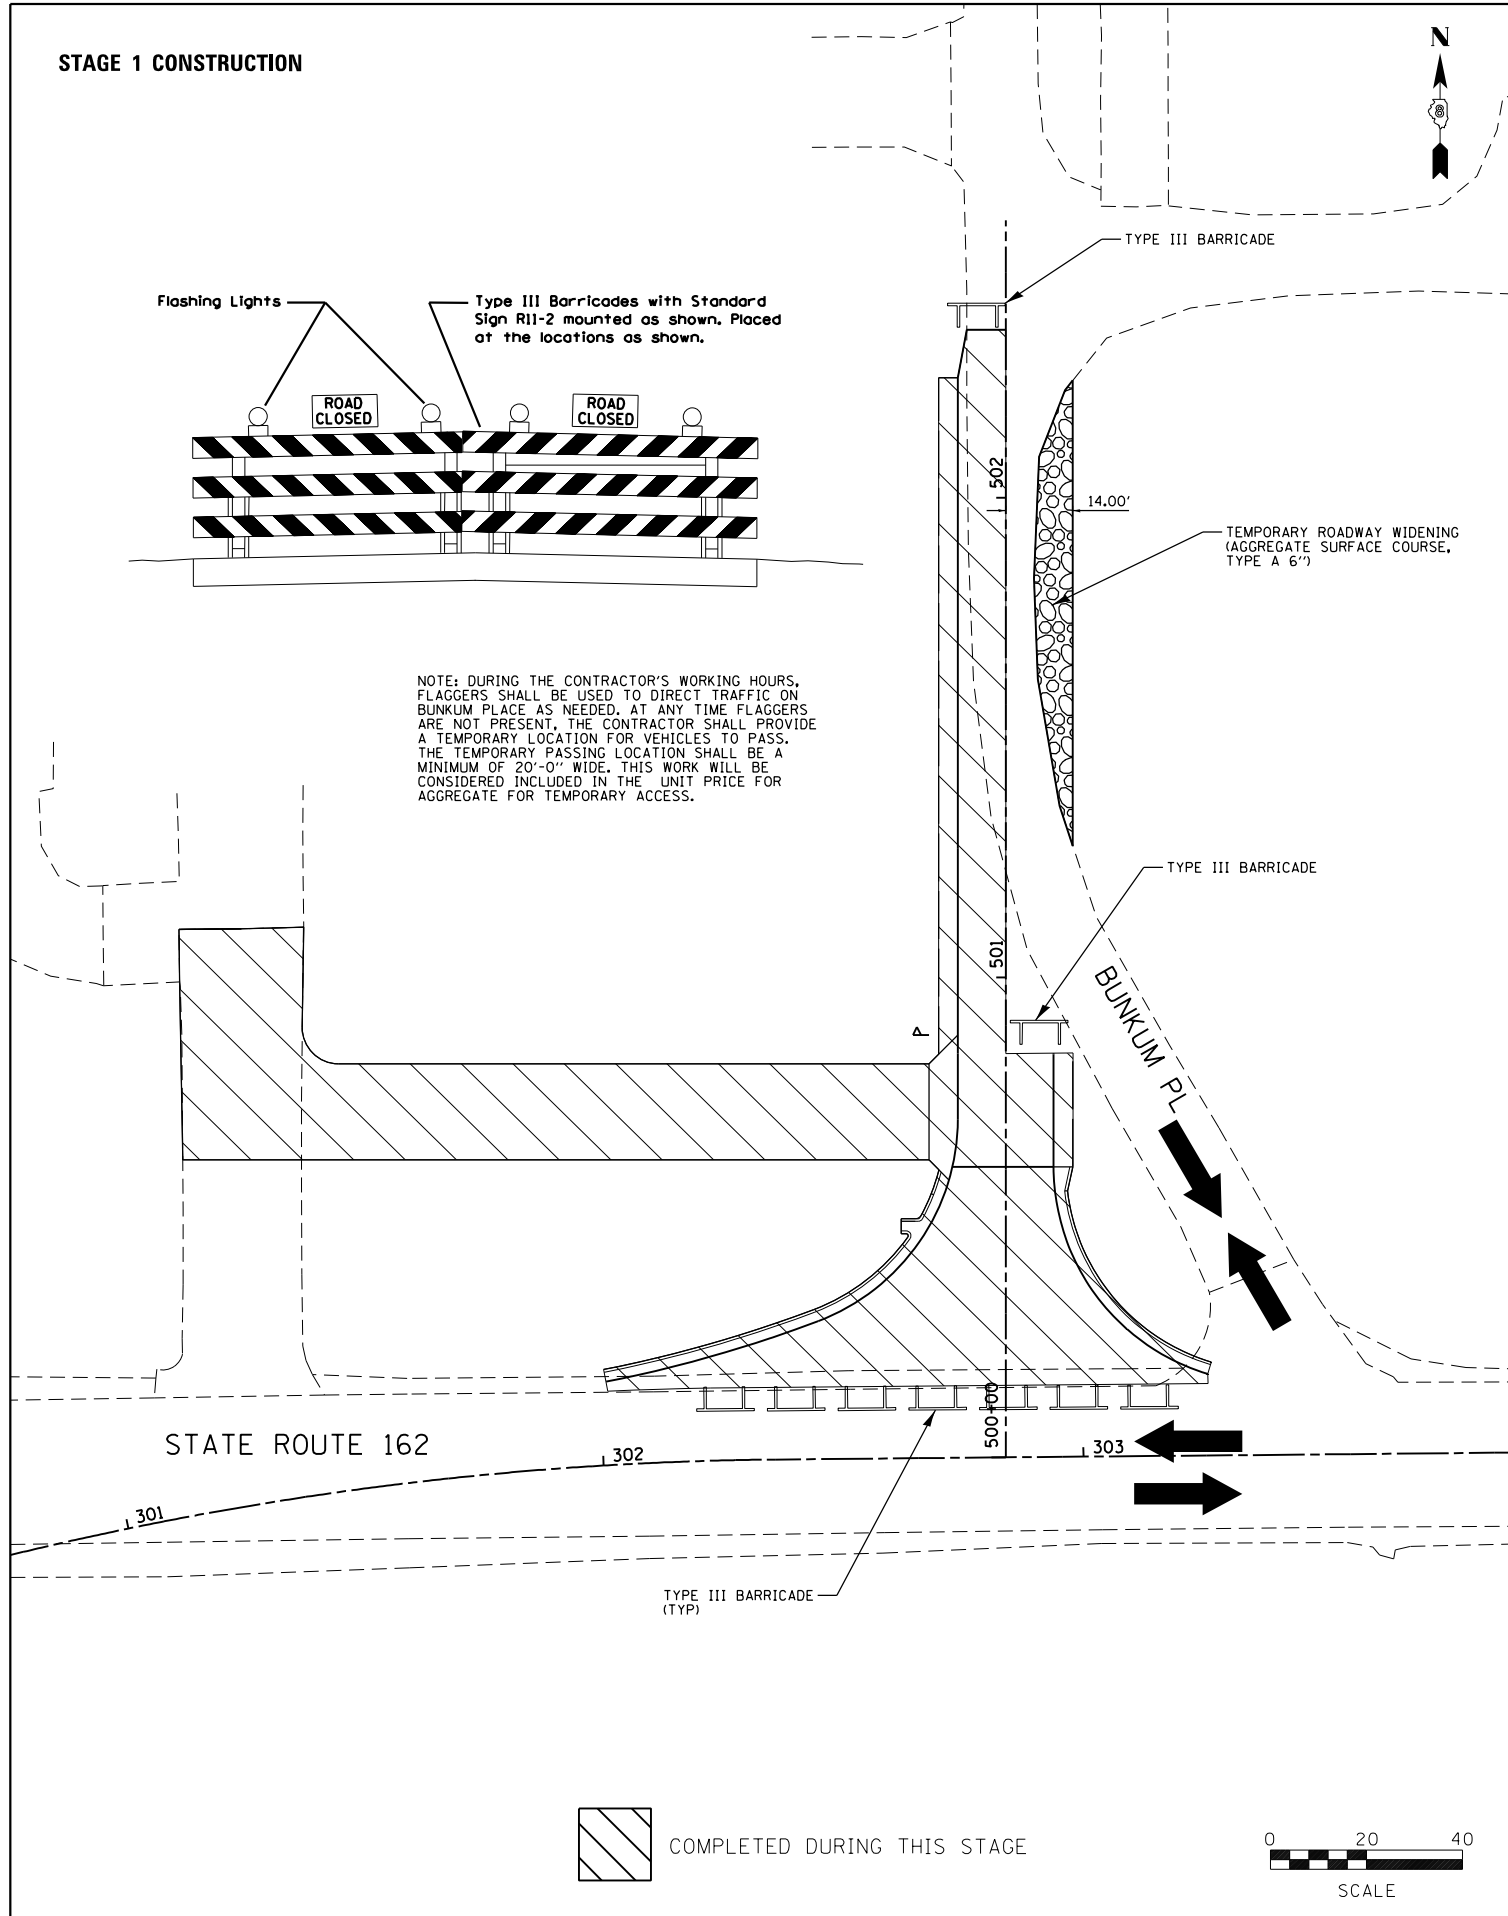 STAGE 1 CONSTRUCTION
N
8
TYPE III BARRICADE
Flashing Lights
Type III Barricades with Standard
Sign R11-2 mounted as shown. Placed
at the locations as shown.
ROAD
CLOSED
ROAD
CLOSED
502
14.00'
TEMPORARY ROADWAY WIDENING
(AGGREGATE SURFACE COURSE,
TYPE A 6")
NOTE: DURING THE CONTRACTOR'S WORKING HOURS,
FLAGGERS SHALL BE USED TO DIRECT TRAFFIC ON
BUNKUM PLACE AS NEEDED. AT ANY TIME FLAGGERS
ARE NOT PRESENT, THE CONTRACTOR SHALL PROVIDE
A TEMPORARY LOCATION FOR VEHICLES TO PASS.
THE TEMPORARY PASSING LOCATION SHALL BE A
MINIMUM OF 20'-0" WIDE. THIS WORK WILL BE
CONSIDERED INCLUDED IN THE UNIT PRICE FOR
AGGREGATE FOR TEMPORARY ACCESS.
TYPE III BARRICADE
501
BUNKUM PL
500+00
STATE ROUTE 162
301
302
303
TYPE III BARRICADE
(TYP)
COMPLETED DURING THIS STAGE
0 20 40
SCALE